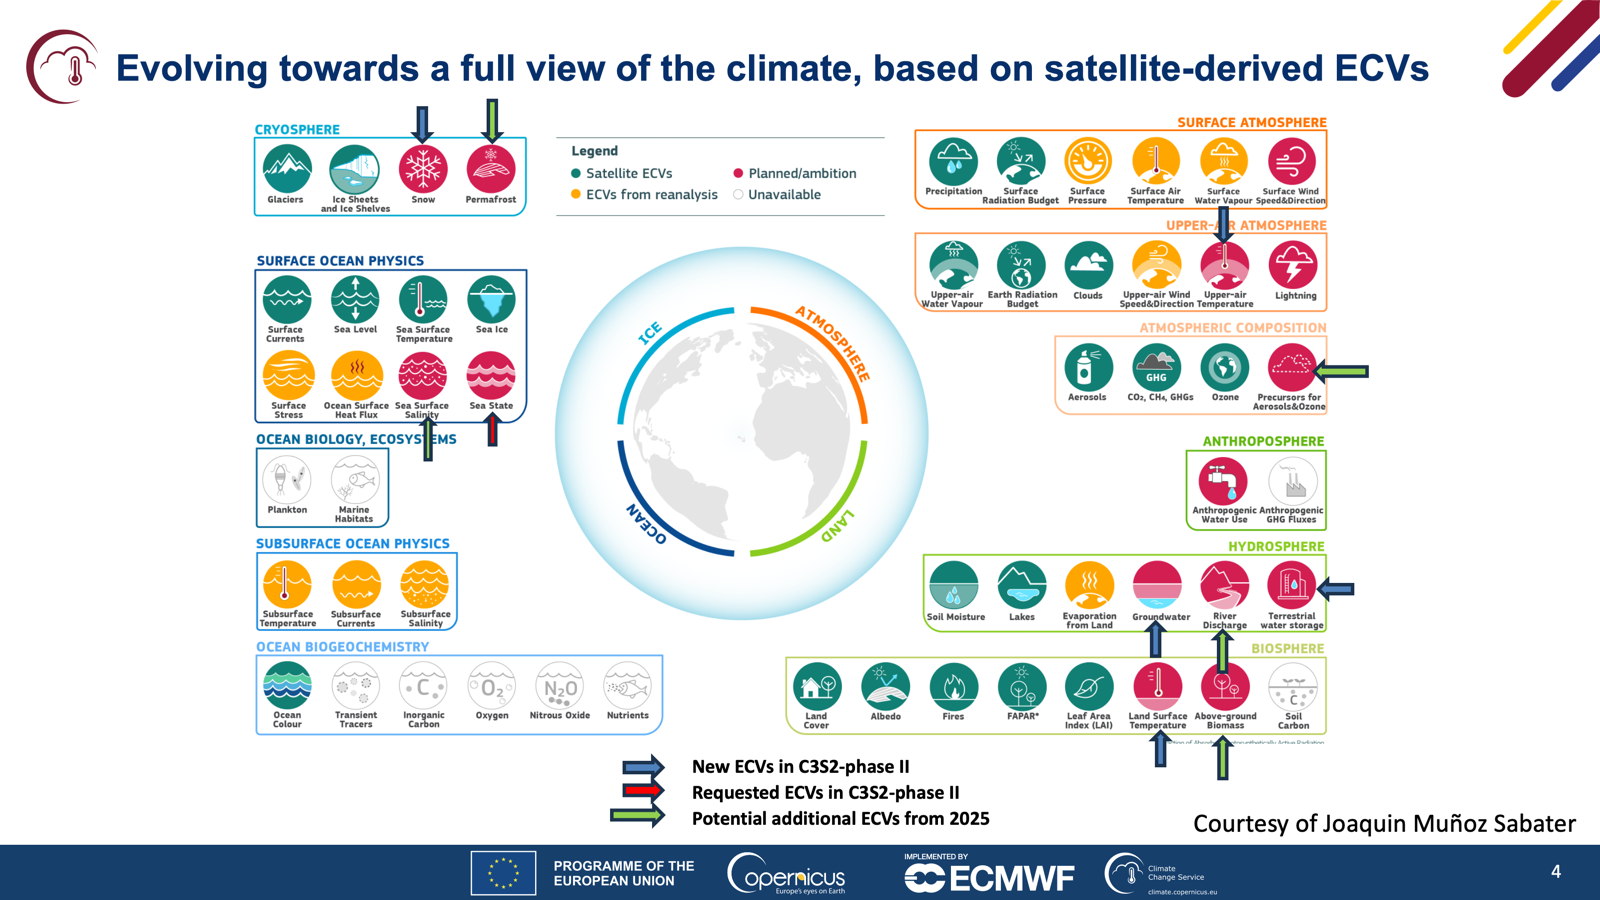 Evolving towards a full view of the climate, based on satellite-derived ECVs
CRYOSPHERE
Glaciers
Ice Sheets
and Ice Shelves
Snow
Permafrost
Legend
Satellite ECVs
Planned/ambition
ECVs from reanalysis
Unavailable
SURFACE ATMOSPHERE
Precipitation
Surface
Radiation Budget
Surface
Pressure
Surface Air
Temperature
Surface
Water Vapour
Surface Wind
Speed&Direction
UPPER-AIR ATMOSPHERE
Upper-air
Water Vapour
Earth Radiation
Budget
Clouds
Upper-air Wind
Speed&Direction
Upper-air
Temperature
Lightning
SURFACE OCEAN PHYSICS
Surface
Currents
Sea Level
Sea Surface
Temperature
Sea Ice
Surface
Stress
Ocean Surface
Heat Flux
Sea Surface
Salinity
Sea State
ICE
ATMOSPHERE
OCEAN
LAND
ATMOSPHERIC COMPOSITION
Aerosols
GHG
CO₂, CH₄, GHGs
Ozone
Precursors for
Aerosols&Ozone
OCEAN BIOLOGY, ECOSYSTEMS
Plankton
Marine
Habitats
ANTHROPOSPHERE
Anthropogenic
Water Use
Anthropogenic
GHG Fluxes
SUBSURFACE OCEAN PHYSICS
Subsurface
Temperature
Subsurface
Currents
Subsurface
Salinity
HYDROSPHERE
Soil Moisture
Lakes
Evaporation
from Land
Groundwater
River
Discharge
Terrestrial
water storage
OCEAN BIOGEOCHEMISTRY
Ocean
Colour
Transient
Tracers
C
Inorganic
Carbon
O₂
Oxygen
N₂O
Nitrous Oxide
Nutrients
BIOSPHERE
Land
Cover
Albedo
Fires
FAPAR*
Leaf Area
Index (LAI)
Land Surface
Temperature
Above-ground
Biomass
C
Soil
Carbon
Photosynthetically Active Radiation
New ECVs in C3S2-phase II
Requested ECVs in C3S2-phase II
Potential additional ECVs from 2025
Courtesy of Joaquin Muñoz Sabater
PROGRAMME OF THE
EUROPEAN UNION
Copernicus
Europe's eyes on Earth
IMPLEMENTED BY
ECMWF
Climate
Change Service
climate.copernicus.eu
4